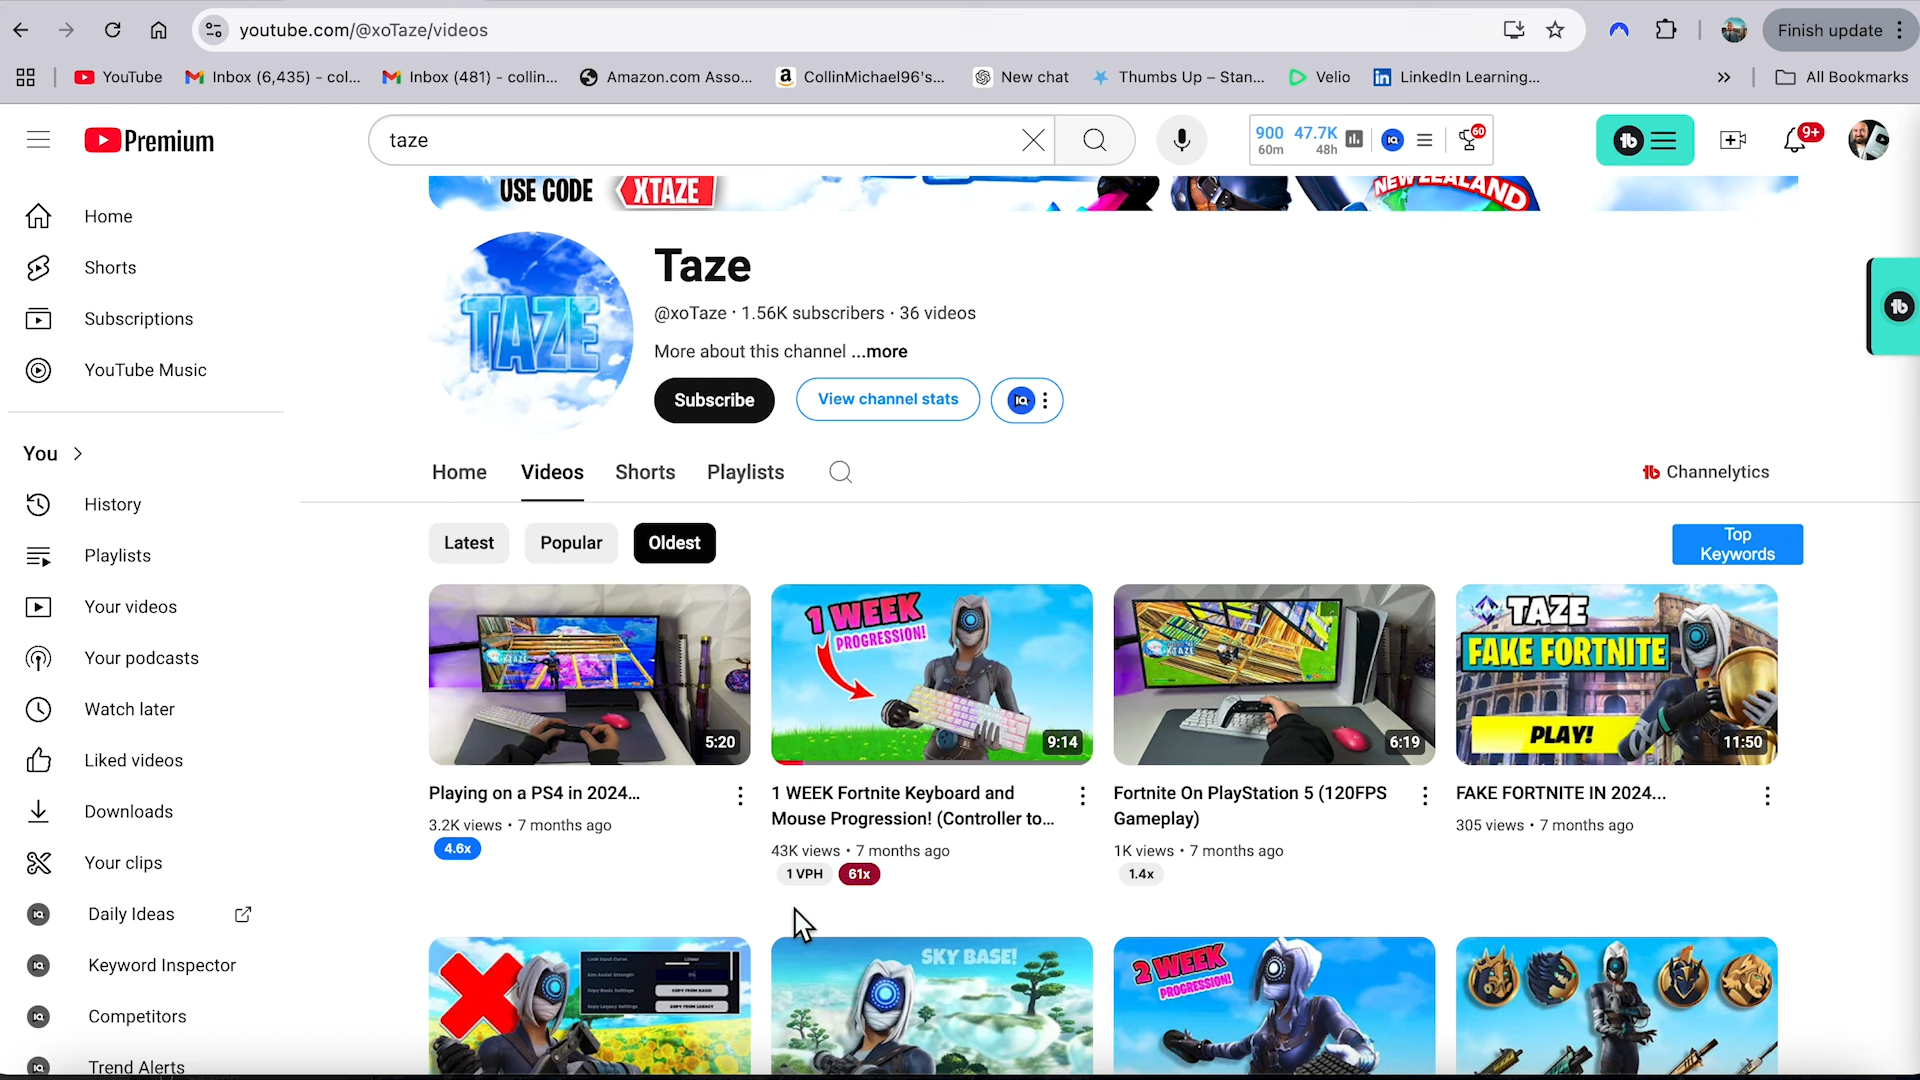 youtube.com/@xoTaze/videos
Finish update
YouTube
Inbox (6,435) - col...
Inbox (481) - collin...
Amazon.com Asso...
CollinMichael96's...
New chat
Thumbs Up – Stan...
Velio
LinkedIn Learning...
All Bookmarks
Premium
taze
900
60m
47.7K
48h
60
9+
USE CODE XTAZE
NEW ZEALAND
Home
Shorts
Subscriptions
YouTube Music
You
History
Playlists
Your videos
Your podcasts
Watch later
Liked videos
Downloads
Your clips
Daily Ideas
Keyword Inspector
Competitors
Trend Alerts
TAZE
Taze
@xoTaze · 1.56K subscribers · 36 videos
More about this channel ...more
Subscribe
View channel stats
Home
Videos
Shorts
Playlists
Channelytics
Latest
Popular
Oldest
Top
Keywords
5:20
Playing on a PS4 in 2024...
3.2K views • 7 months ago
4.6x
1 WEEK
PROGRESSION!
9:14
1 WEEK Fortnite Keyboard and
Mouse Progression! (Controller to...
43K views • 7 months ago
1 VPH
61x
6:19
Fortnite On PlayStation 5 (120FPS
Gameplay)
1K views • 7 months ago
1.4x
TAZE
FAKE FORTNITE
PLAY!
11:50
FAKE FORTNITE IN 2024...
305 views • 7 months ago
SKY BASE!
2 WEEK
PROGRESSION!